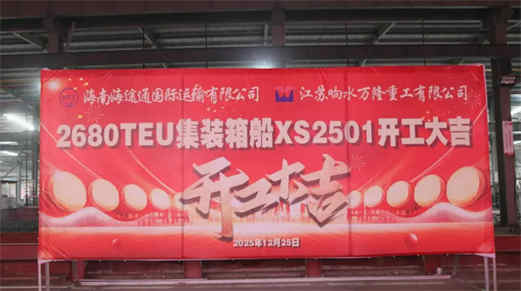 海南海途通国际运输有限公司 江苏响水万隆重工有限公司
2680TEU集装箱船XS2501开工大吉
开工大吉
2025年12月25日